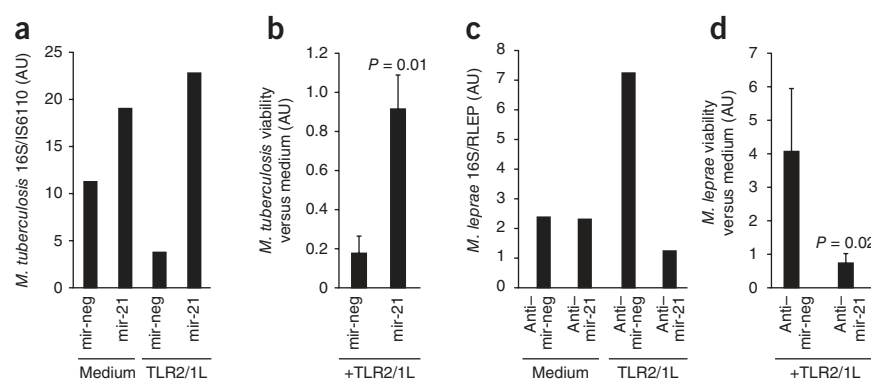 a
M. tuberculosis 16S/IS6110 (AU)
25
20
15
10
5
0
mir-neg
mir-21
mir-neg
mir-21
Medium
TLR2/1L
b
M. tuberculosis viability
versus medium (AU)
1.2
1.0
0.8
0.6
0.4
0.2
0
P = 0.01
mir-neg
mir-21
+TLR2/1L
c
M. leprae 16S/RLEP (AU)
8
7
6
5
4
3
2
1
0
Anti–
mir-neg
Anti–
mir-21
Anti–
mir-neg
Anti–
mir-21
Medium
TLR2/1L
d
M. leprae viability
versus medium (AU)
7
6
5
4
3
2
1
0
P = 0.02
Anti–
mir-neg
Anti–
mir-21
+TLR2/1L